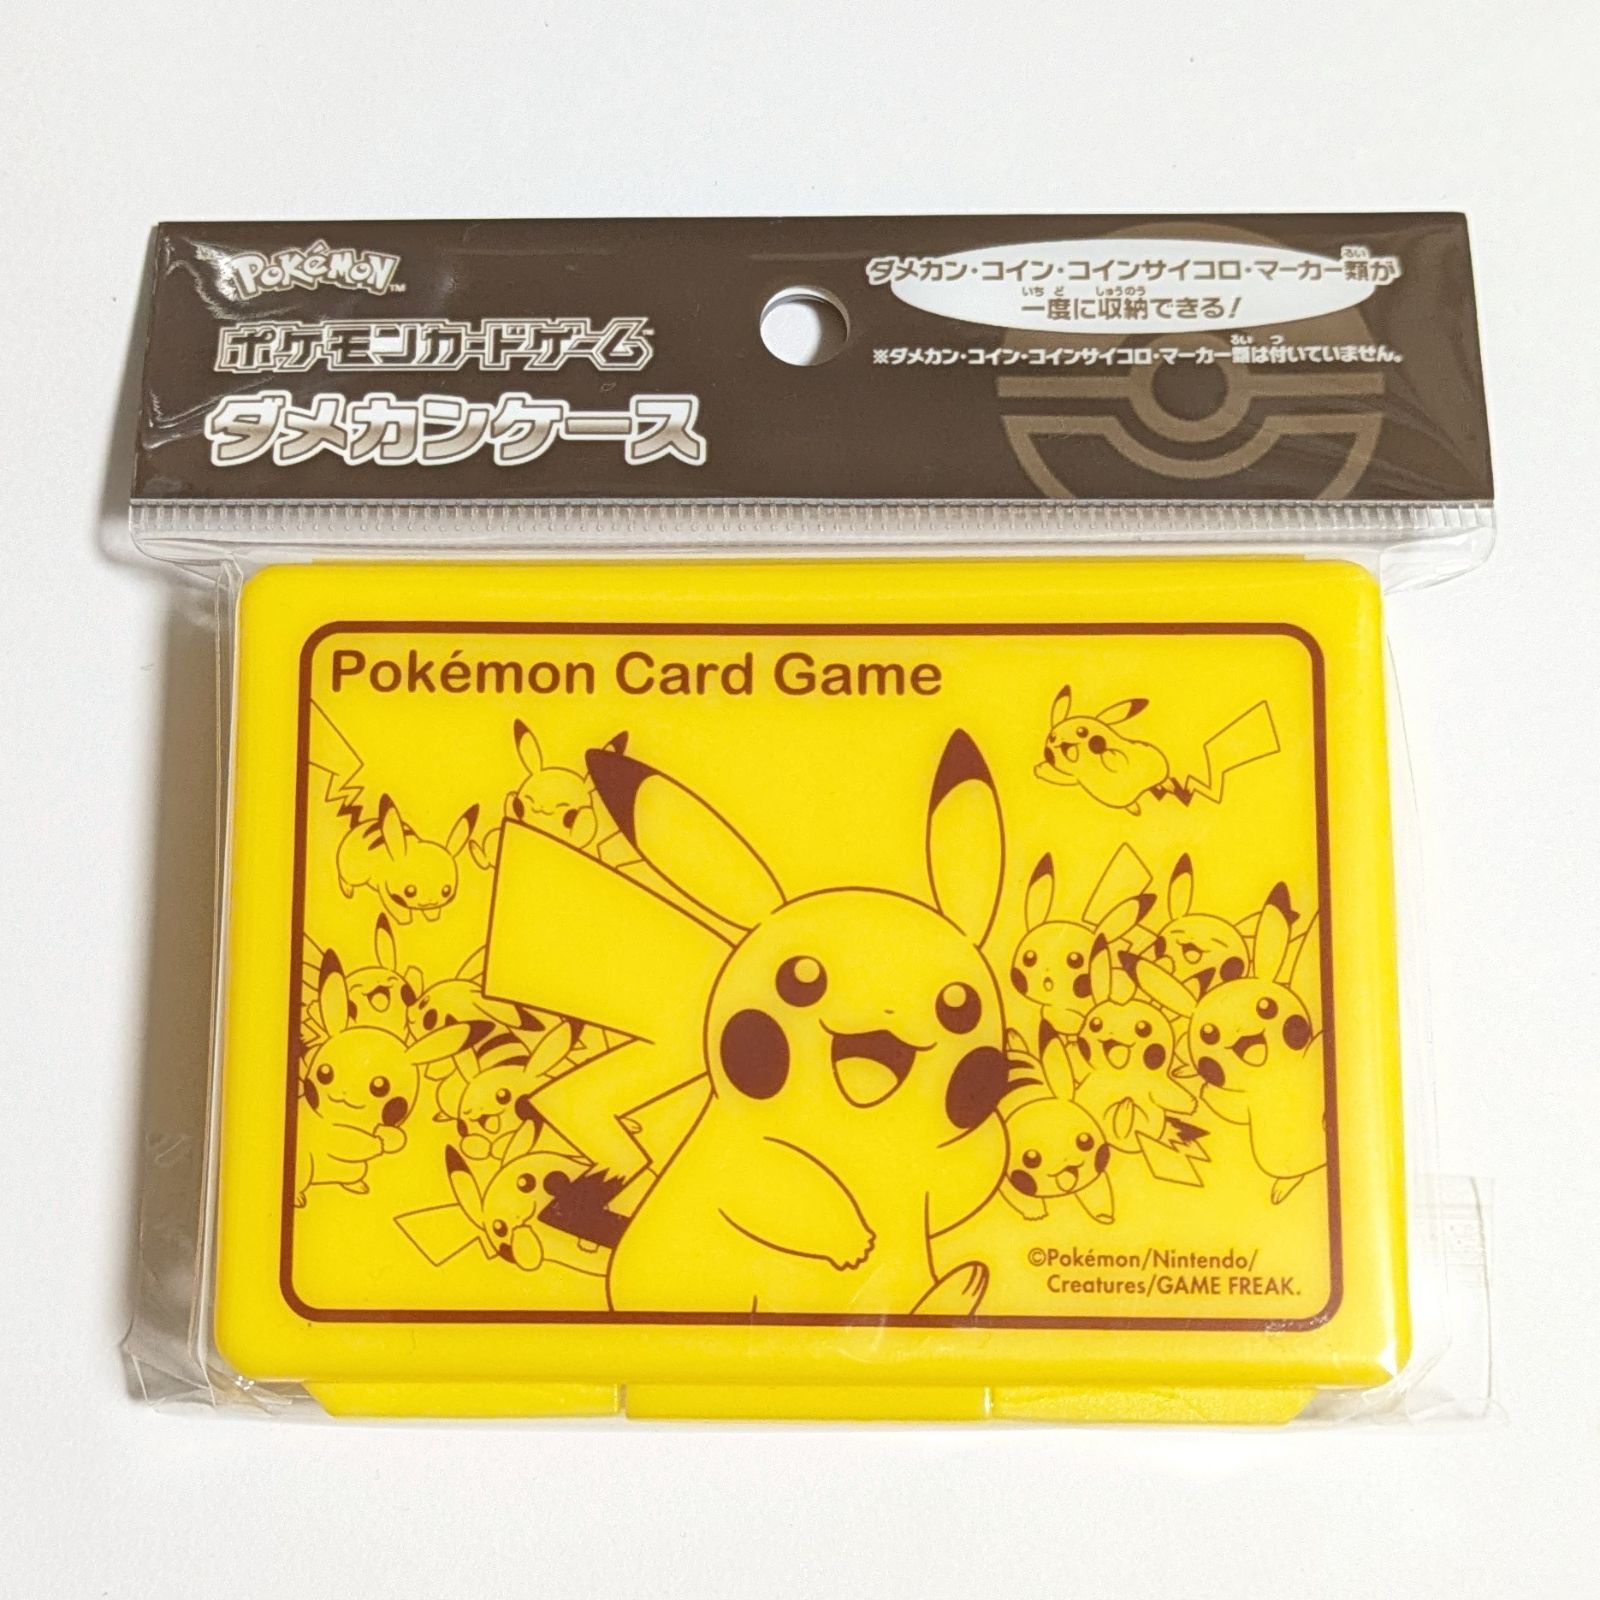 Pokémon™
ポケモンカードゲーム
ダメカンケース
ダメカン・コイン・コインサイコロ・マーカー類が
一度に収納できる!
※ダメカン・コイン・コインサイコロ・マーカー類は付いていません。
Pokémon Card Game
©Pokémon/Nintendo/
Creatures/GAME FREAK.